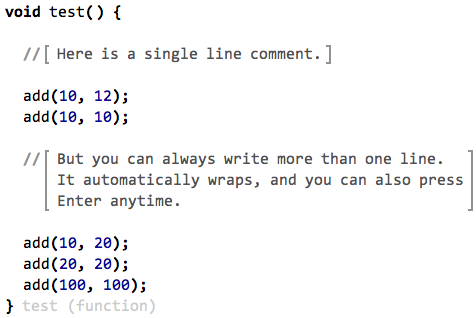 void test() {
//[ Here is a single line comment. ]
add(10, 12);
add(10, 10);
//[ But you can always write more than one line.
It automatically wraps, and you can also press
Enter anytime. ]
add(10, 20);
add(20, 20);
add(100, 100);
} test (function)